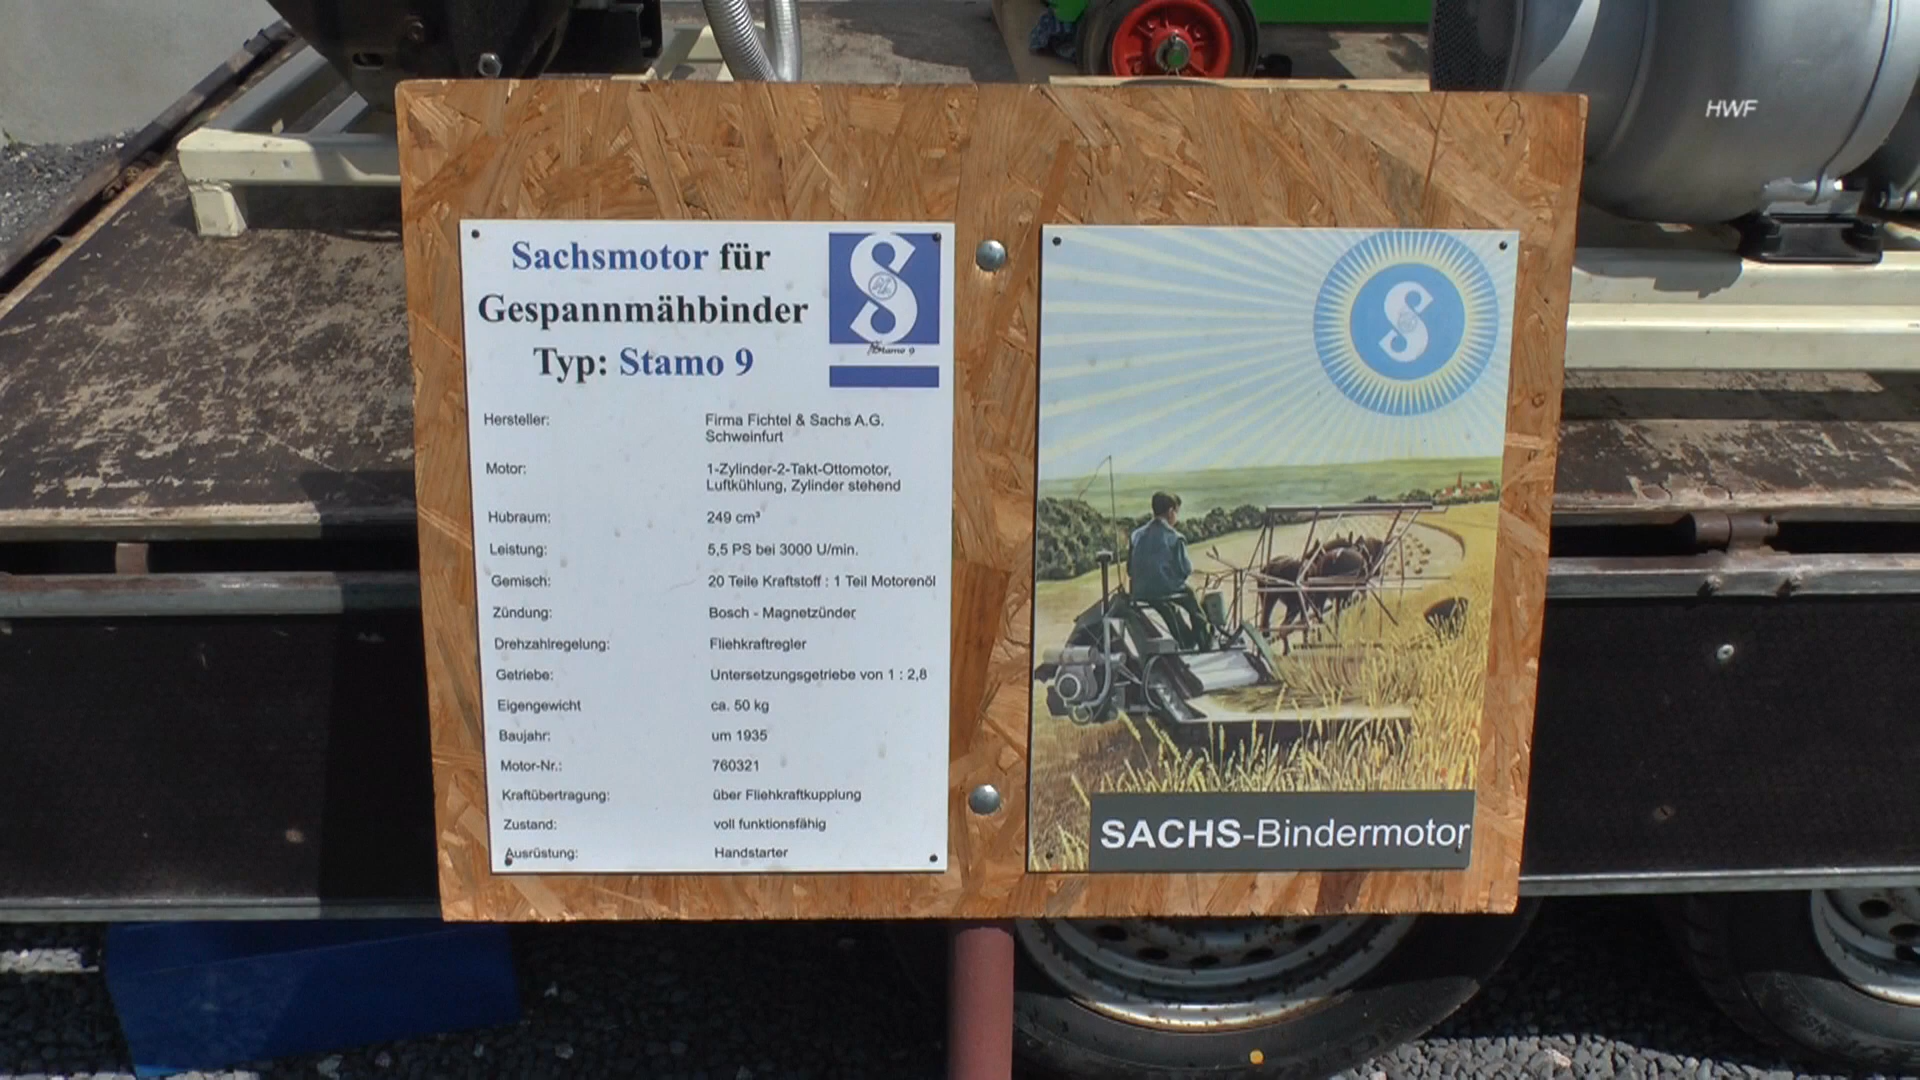 HWF
Sachsmotor für
Gespannmähbinder
Typ: Stamo 9
S
Stamo 9
Hersteller: Firma Fichtel & Sachs A.G.
Schweinfurt
Motor: 1-Zylinder-2-Takt-Ottomotor,
Luftkühlung, Zylinder stehend
Hubraum: 249 cm³
Leistung: 5,5 PS bei 3000 U/min.
Gemisch: 20 Teile Kraftstoff : 1 Teil Motorenöl
Zündung: Bosch - Magnetzünder
Drehzahlregelung: Fliehkraftregler
Getriebe: Untersetzungsgetriebe von 1 : 2,8
Eigengewicht ca. 50 kg
Baujahr: um 1935
Motor-Nr.: 760321
Kraftübertragung: über Fliehkraftkupplung
Zustand: voll funktionsfähig
Ausrüstung: Handstarter
S
SACHS-Bindermotor